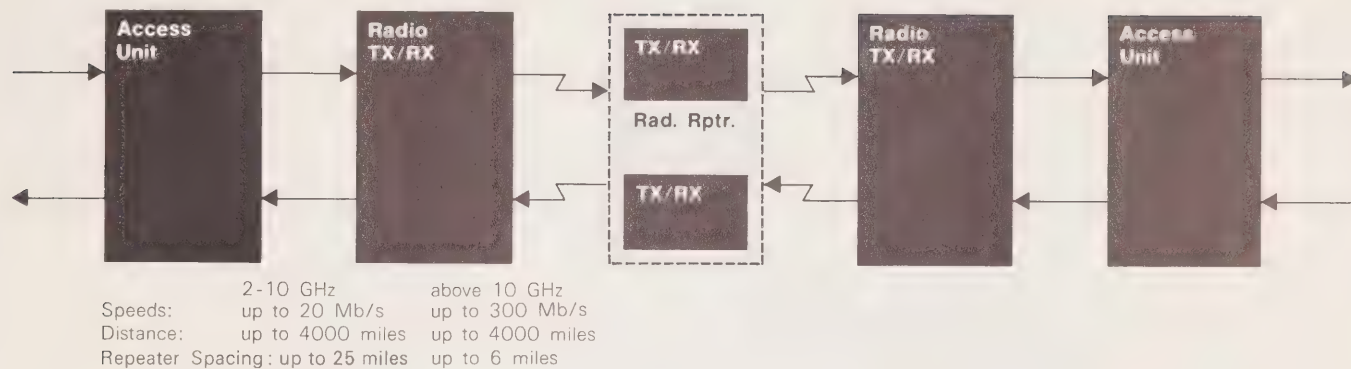 Access
Unit
Radio
TX/RX
TX/RX
Rad. Rptr.
TX/RX
Radio
TX/RX
Access
Unit
2-10 GHz above 10 GHz
Speeds: up to 20 Mb/s up to 300 Mb/s
Distance: up to 4000 miles up to 4000 miles
Repeater Spacing: up to 25 miles up to 6 miles